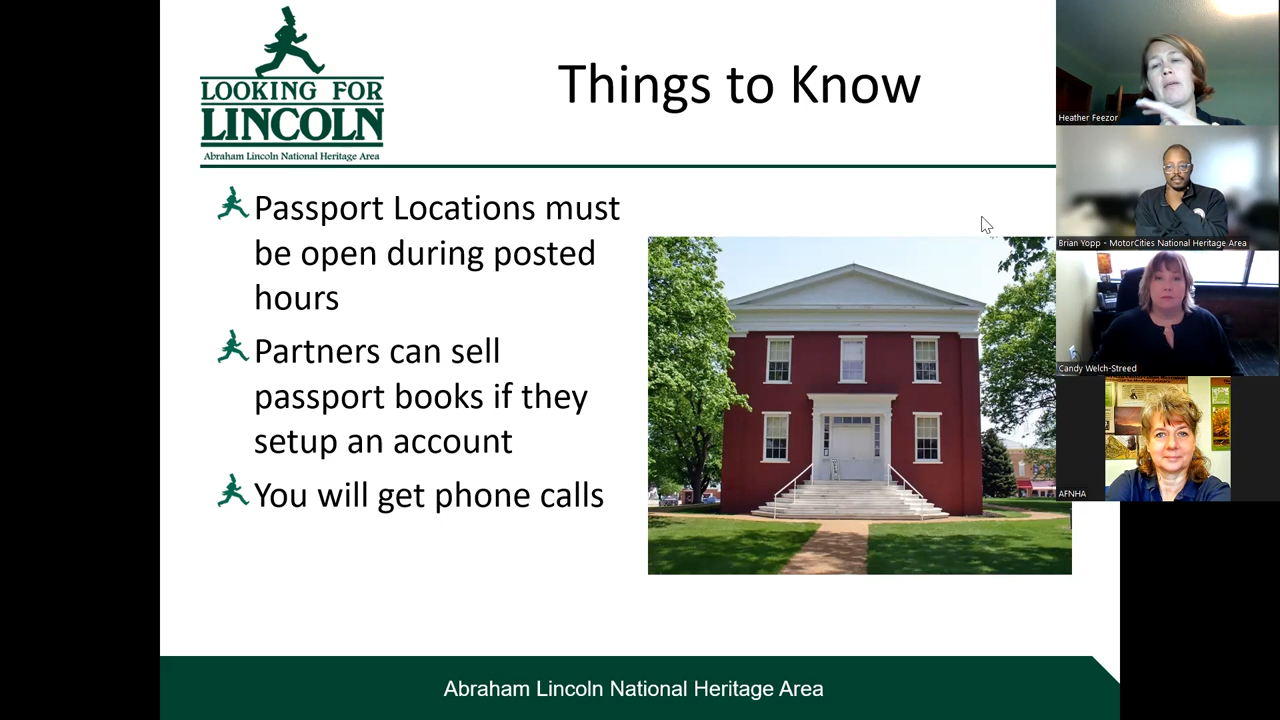 LOOKING FOR
LINCOLN
Abraham Lincoln National Heritage Area
Things to Know
Passport Locations must
be open during posted
hours
Partners can sell
passport books if they
setup an account
You will get phone calls
Abraham Lincoln National Heritage Area
Heather Feezor
Brian Yopp - MotorCities National Heritage Area
Candy Welch-Streed
AFNHA